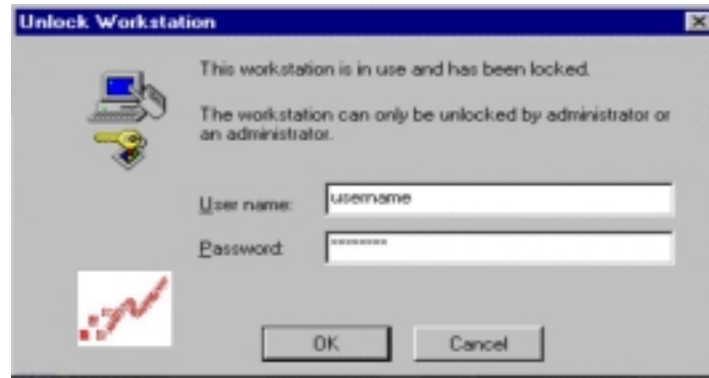 Unlock Workstation
This workstation is in use and has been locked.
The workstation can only be unlocked by administrator or
an administrator.
User name: username
Password: ********
OK Cancel